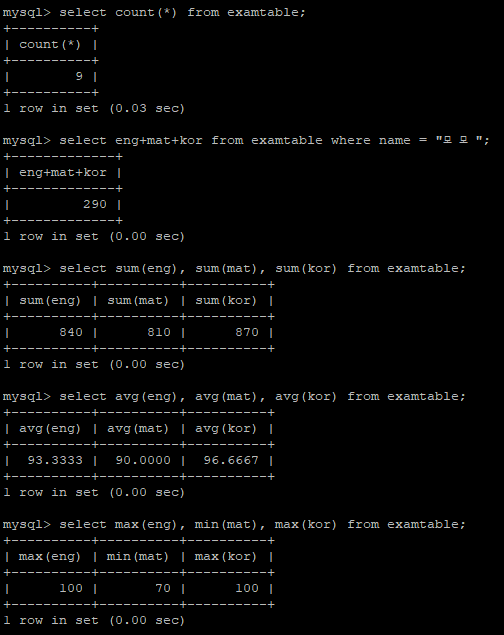 mysql> select count(*) from examtable;
+----------+
| count(*) |
+----------+
|        9 |
+----------+
1 row in set (0.03 sec)
mysql> select eng+mat+kor from examtable where name = "모 모 ";
+-------------+
| eng+mat+kor |
+-------------+
|         290 |
+-------------+
1 row in set (0.00 sec)
mysql> select sum(eng), sum(mat), sum(kor) from examtable;
+----------+----------+----------+
| sum(eng) | sum(mat) | sum(kor) |
+----------+----------+----------+
|      840 |      810 |      870 |
+----------+----------+----------+
1 row in set (0.00 sec)
mysql> select avg(eng), avg(mat), avg(kor) from examtable;
+----------+----------+----------+
| avg(eng) | avg(mat) | avg(kor) |
+----------+----------+----------+
|  93.3333 |  90.0000 |  96.6667 |
+----------+----------+----------+
1 row in set (0.00 sec)
mysql> select max(eng), min(mat), max(kor) from examtable;
+----------+----------+----------+
| max(eng) | min(mat) | max(kor) |
+----------+----------+----------+
|      100 |       70 |      100 |
+----------+----------+----------+
1 row in set (0.00 sec)